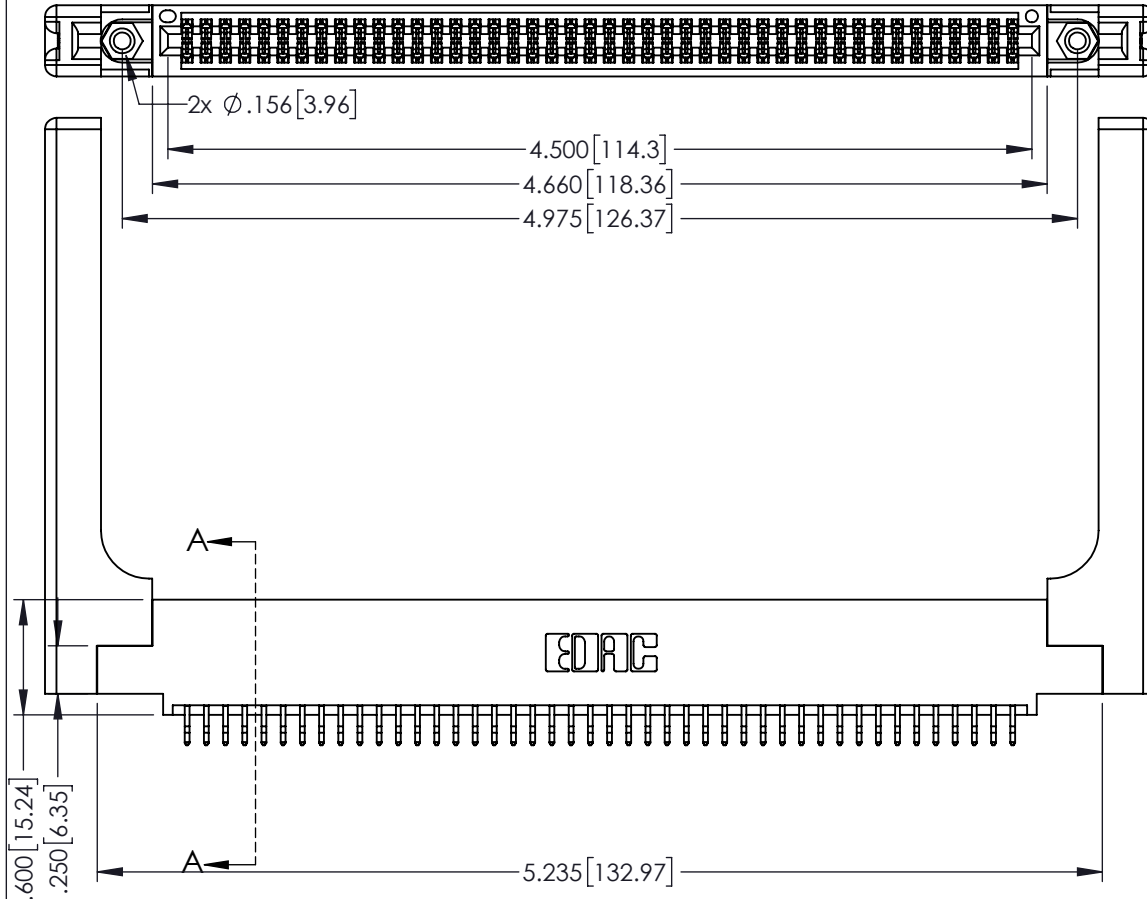 2x ∅ .156[3.96]
4.500[114.3]
4.660[118.36]
4.975[126.37]
A
EDAC
A
.600[15.24]
.250[6.35]
5.235[132.97]